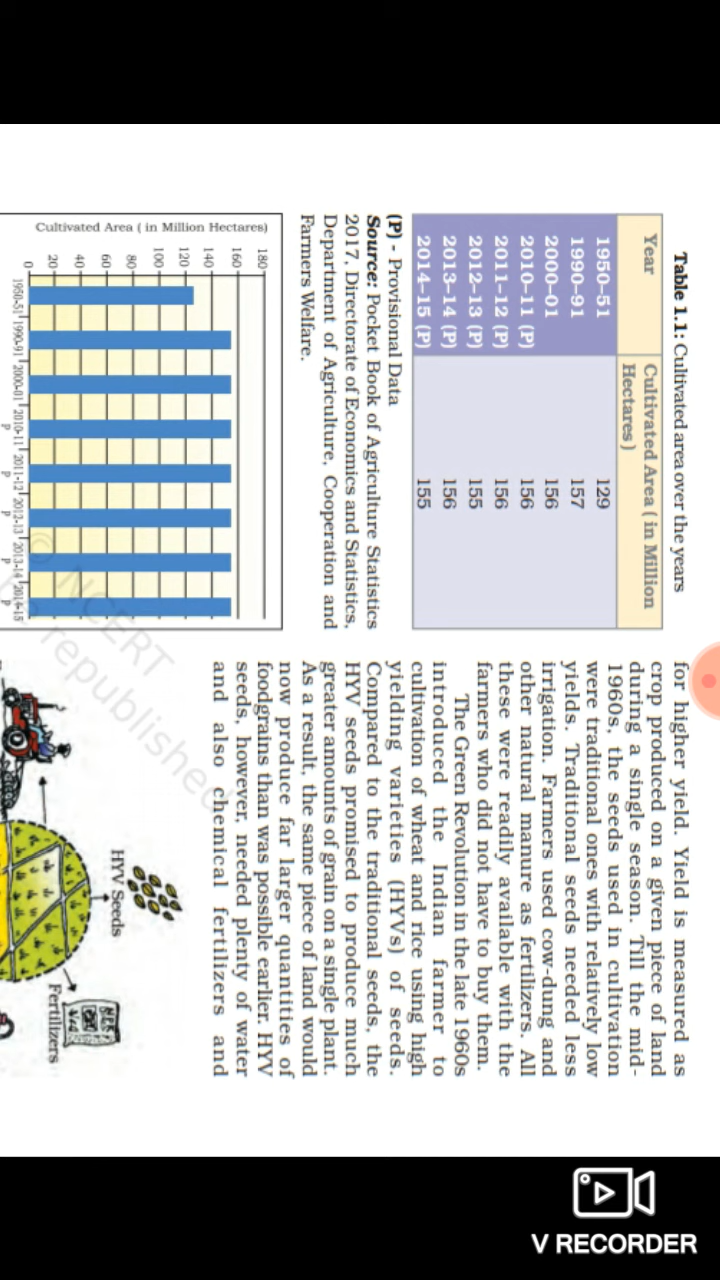 Table 1.1: Cultivated area over the years
Year
Cultivated Area ( in Million
Hectares)
1950–51 129
1990–91 157
2000–01 156
2010–11 (P) 156
2011–12 (P) 156
2012–13 (P) 155
2013–14 (P) 156
2014–15 (P) 155
(P) - Provisional Data
Source: Pocket Book of Agriculture Statistics
2017, Directorate of Economics and Statistics,
Department of Agriculture, Cooperation and
Farmers Welfare.
Cultivated Area ( in Million Hectares)
180
160
140
120
100
80
60
40
20
0
1950-51 1990-91 2000-01 2010-11 2011-12 2012-13 2013-14 2014-15
P P P P P
for higher yield. Yield is measured as
crop produced on a given piece of land
during a single season. Till the mid-
1960s, the seeds used in cultivation
were traditional ones with relatively low
yields. Traditional seeds needed less
irrigation. Farmers used cow-dung and
other natural manure as fertilizers. All
these were readily available with the
farmers who did not have to buy them.
The Green Revolution in the late 1960s
introduced the Indian farmer to
cultivation of wheat and rice using high
yielding varieties (HYVs) of seeds.
Compared to the traditional seeds, the
HYV seeds promised to produce much
greater amounts of grain on a single plant.
As a result, the same piece of land would
now produce far larger quantities of
foodgrains than was possible earlier. HYV
seeds, however, needed plenty of water
and also chemical fertilizers and
HYV Seeds
Fertilizers
© NCERT
republished
V RECORDER